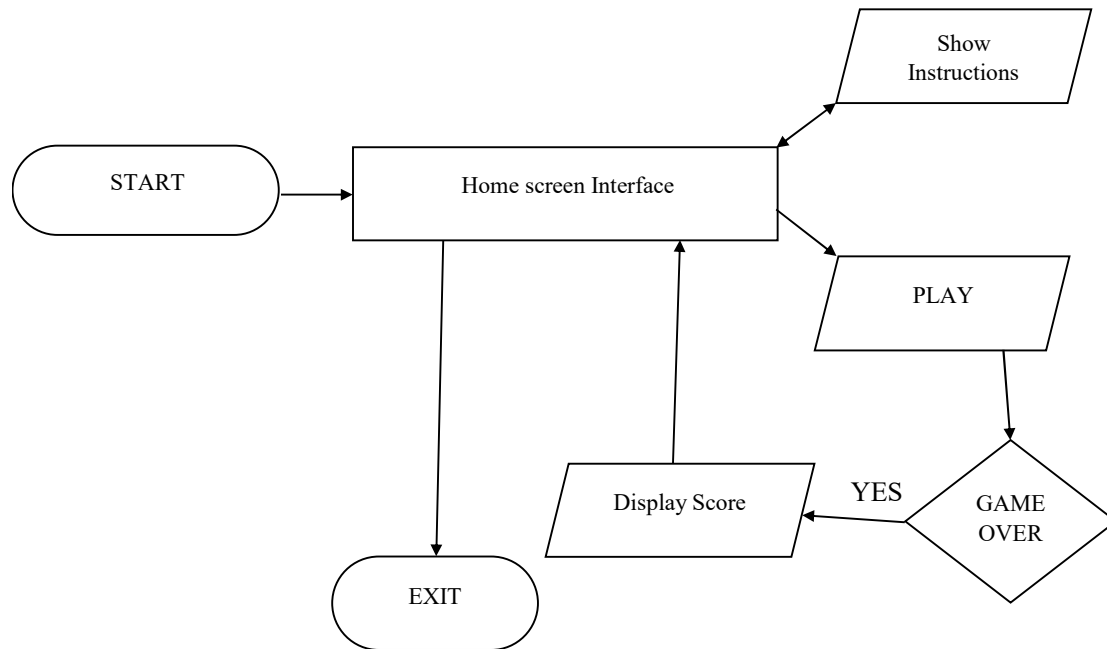 Show
Instructions
START
Home screen Interface
PLAY
YES
Display Score
GAME
OVER
EXIT